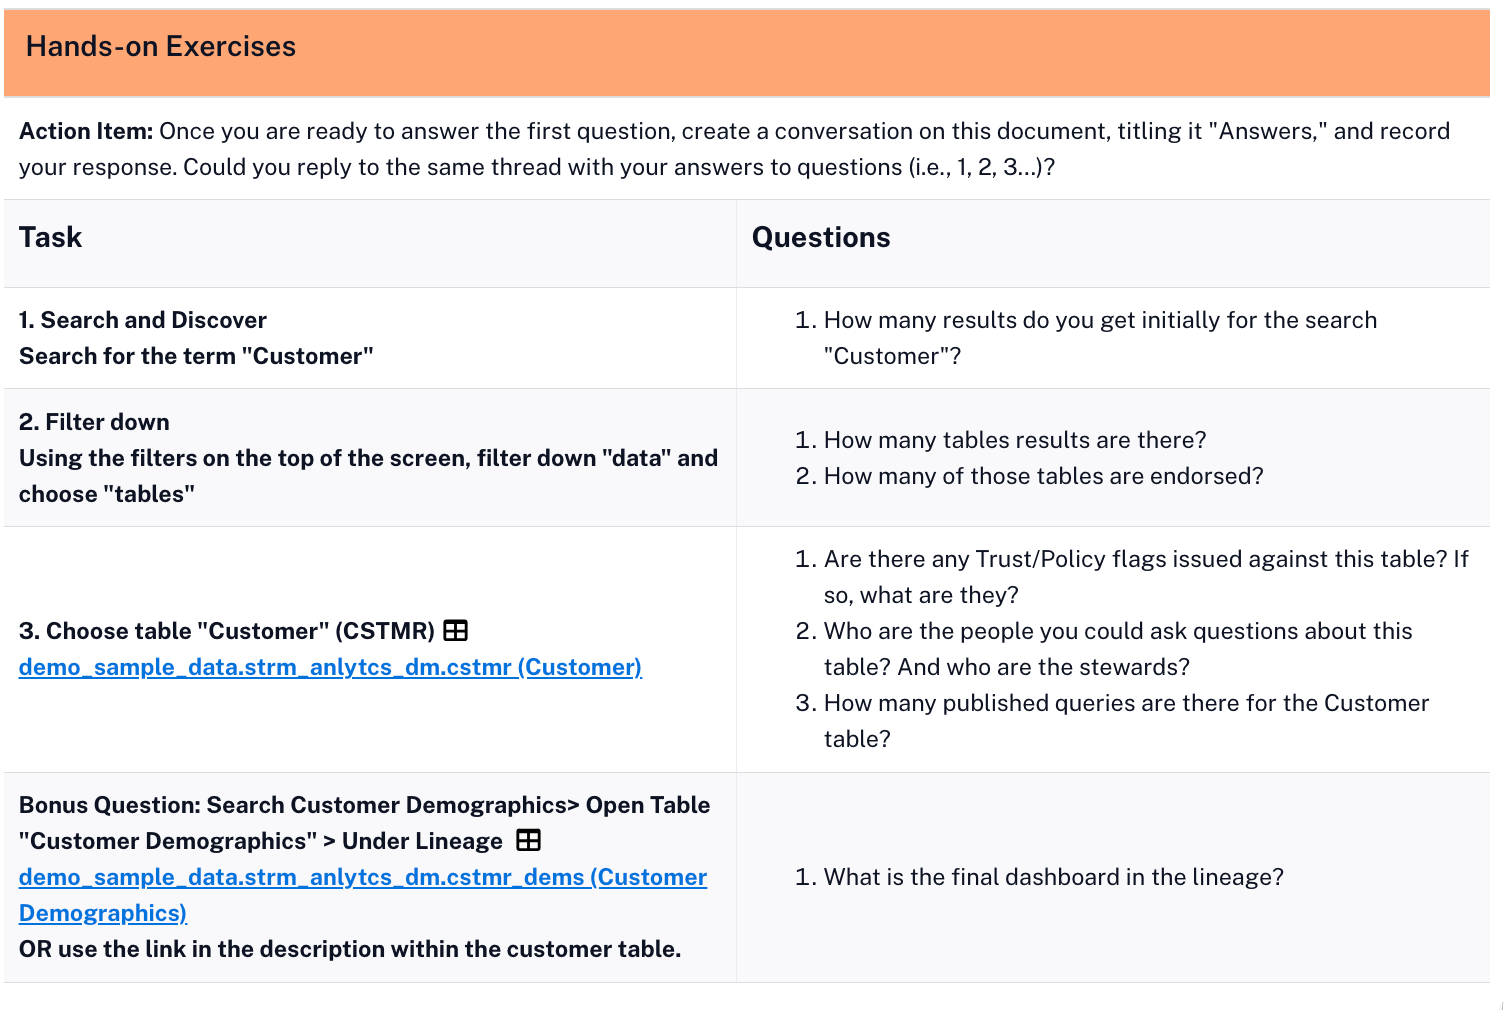 Hands-on Exercises
Action Item: Once you are ready to answer the first question, create a conversation on this document, titling it "Answers," and record
your response. Could you reply to the same thread with your answers to questions (i.e., 1, 2, 3...)?
Task
Questions
1. Search and Discover
Search for the term "Customer"
1. How many results do you get initially for the search
"Customer"?
2. Filter down
Using the filters on the top of the screen, filter down "data" and
choose "tables"
1. How many tables results are there?
2. How many of those tables are endorsed?
3. Choose table "Customer" (CSTMR)
demo_sample_data.strm_anlytcs_dm.cstmr (Customer)
1. Are there any Trust/Policy flags issued against this table? If
so, what are they?
2. Who are the people you could ask questions about this
table? And who are the stewards?
3. How many published queries are there for the Customer
table?
Bonus Question: Search Customer Demographics> Open Table
"Customer Demographics" > Under Lineage
demo_sample_data.strm_anlytcs_dm.cstmr_dems (Customer
Demographics)
OR use the link in the description within the customer table.
1. What is the final dashboard in the lineage?